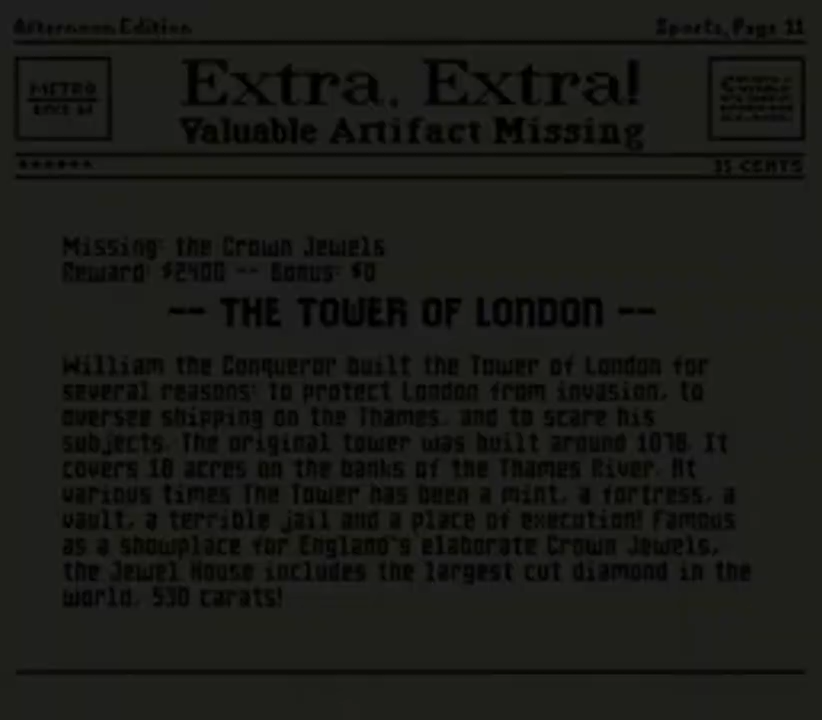 Afternoon Edition
Sports, Page 11
METRO
Extra, Extra!
Valuable Artifact Missing
******
35 CENTS
Missing: the Crown Jewels
Reward: $2400 -- Bonus: $0
-- THE TOWER OF LONDON --
William the Conqueror built the Tower of London for
several reasons: to protect London from invasion, to
oversee shipping on the Thames, and to scare his
subjects. The original tower was built around 1078. It
covers 18 acres on the banks of the Thames River. At
various times The Tower has been a mint, a fortress, a
vault, a terrible jail and a place of execution! Famous
as a showplace for England's elaborate Crown Jewels,
the Jewel House includes the largest cut diamond in the
world, 530 carats!